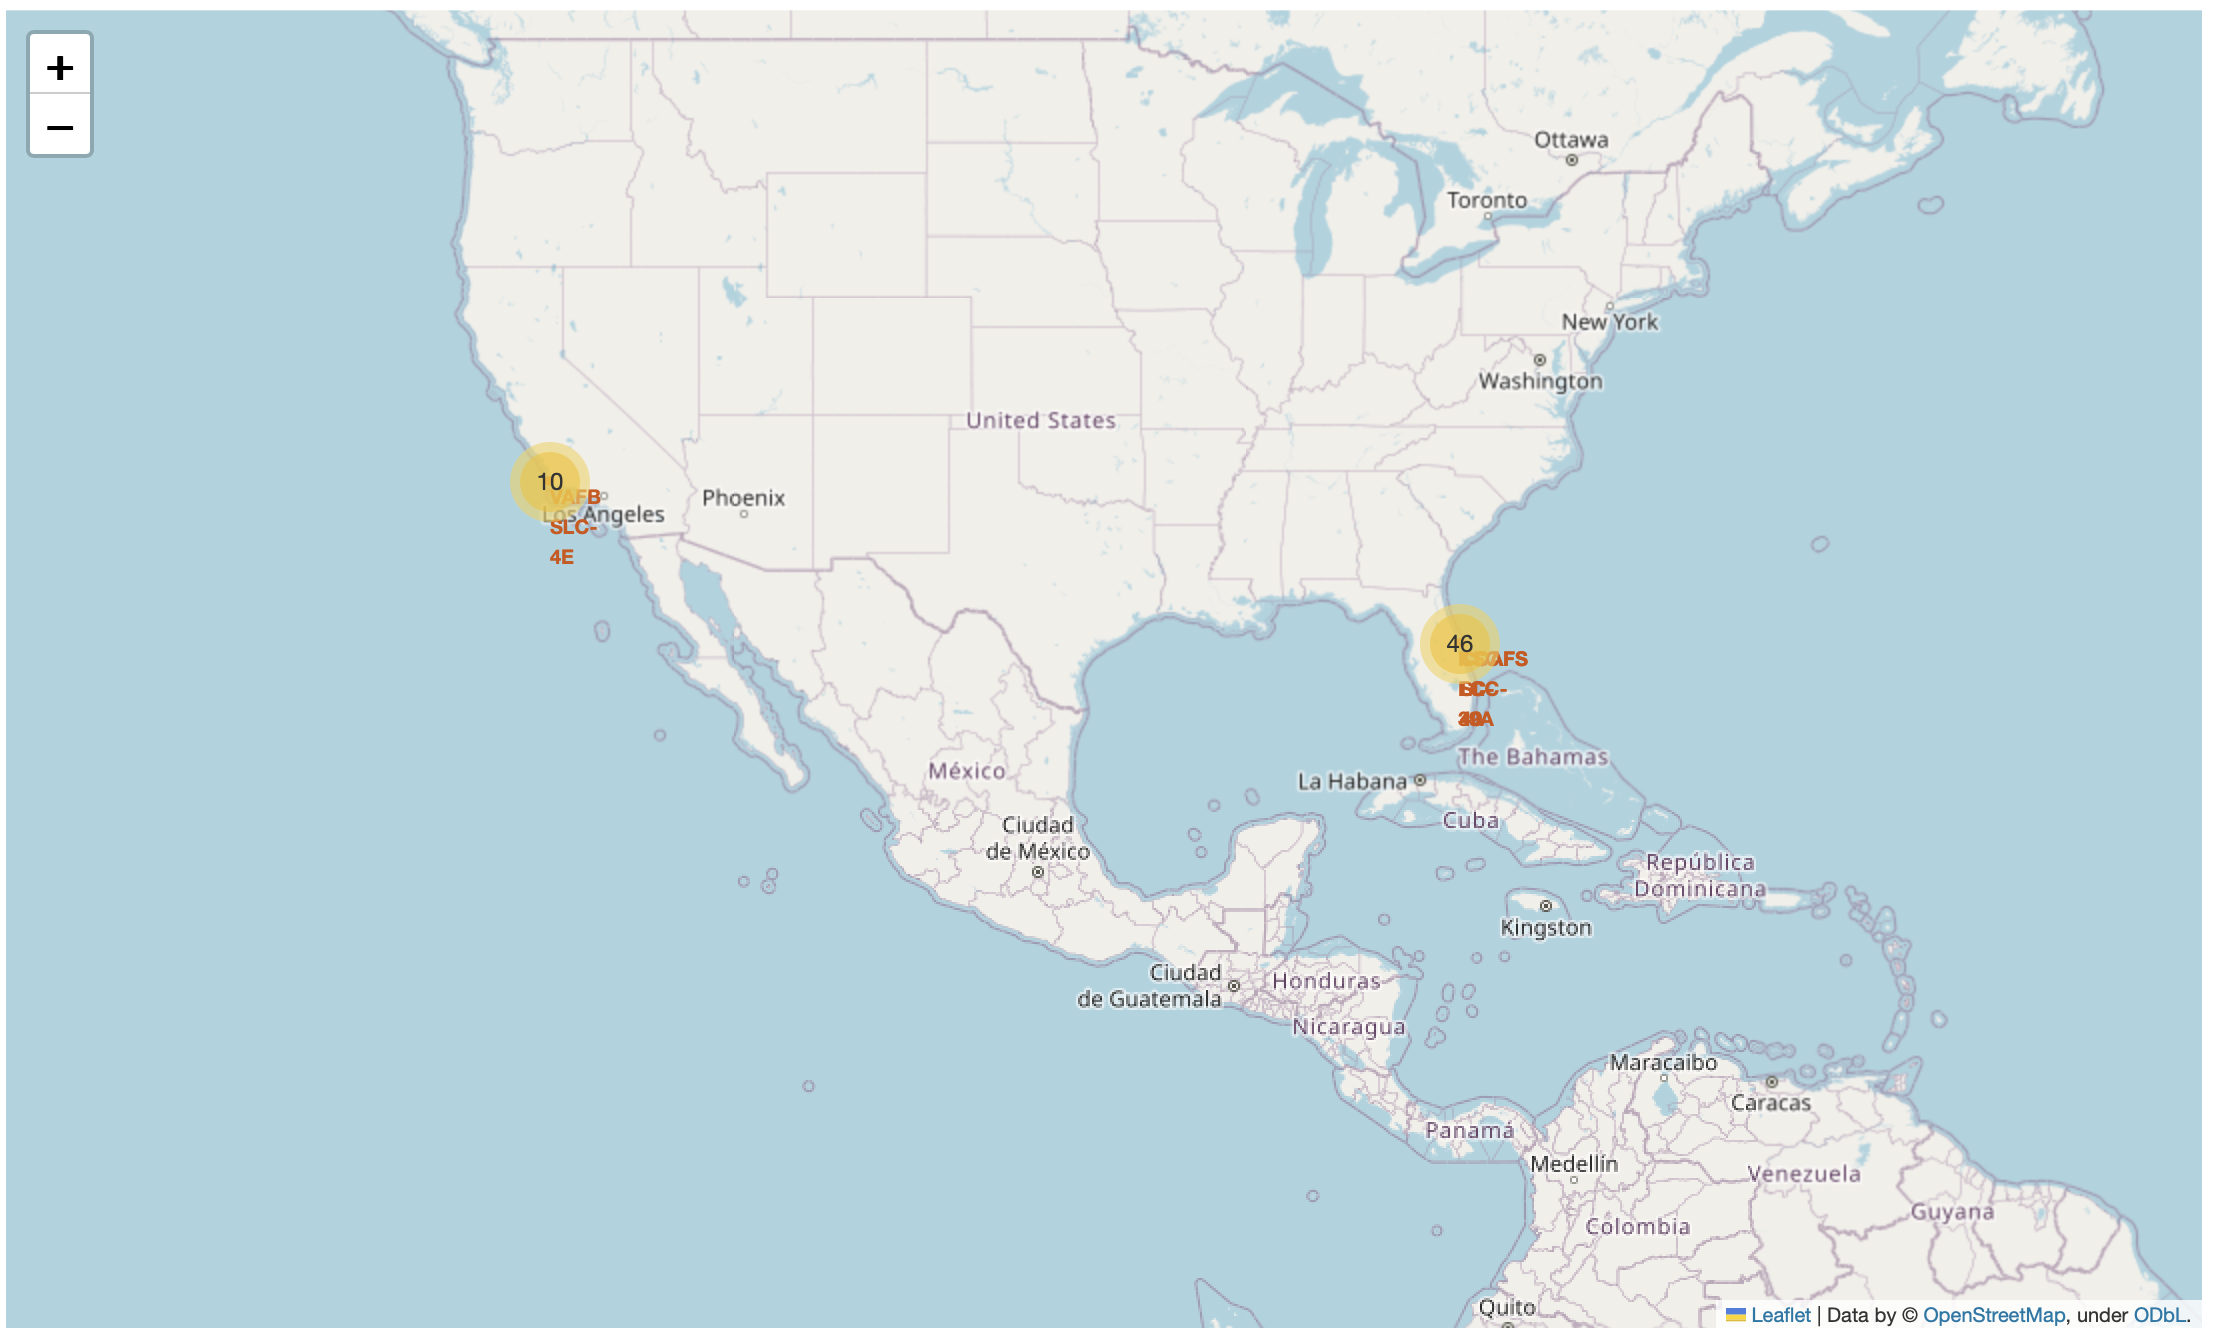 +
−
Ottawa
Toronto
New York
Washington
United States
10
VAFB
Los Angeles
SLC-
4E
Phoenix
46
The Bahamas
La Habana
México
Cuba
Ciudad
de México
República
Dominicana
Kingston
Ciudad
de Guatemala
Honduras
Nicaragua
Maracaibo
Caracas
Panamá
Medellín
Venezuela
Guyana
Colombia
Quito
Leaflet | Data by © OpenStreetMap, under ODbL.